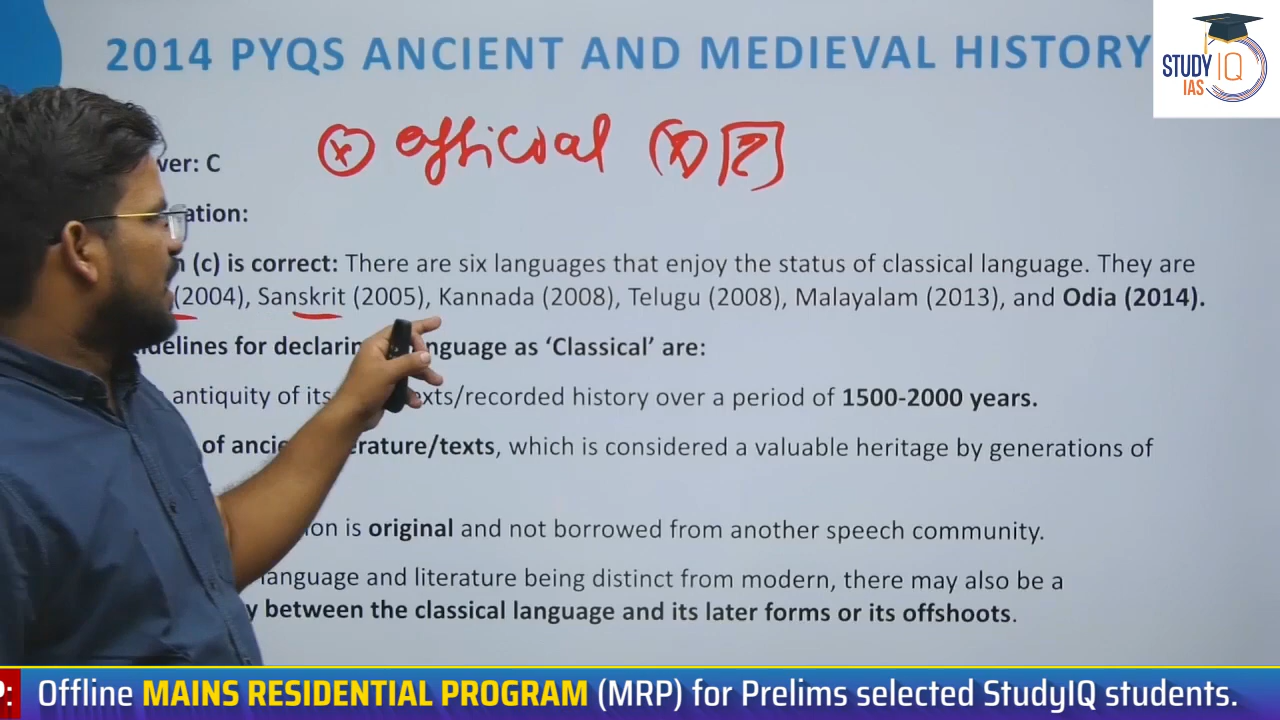 2014 PYQS ANCIENT AND MEDIEVAL HISTORY
STUDY IQ
IAS
Official
wer: C
ation:
(c) is correct: There are six languages that enjoy the status of classical language. They are
(2004), Sanskrit (2005), Kannada (2008), Telugu (2008), Malayalam (2013), and Odia (2014).
delines for declarin nguage as ‘Classical’ are:
antiquity of its exts/recorded history over a period of 1500-2000 years.
of ancie erature/texts, which is considered a valuable heritage by generations of
ion is original and not borrowed from another speech community.
language and literature being distinct from modern, there may also be a
y between the classical language and its later forms or its offshoots.
P: Offline MAINS RESIDENTIAL PROGRAM (MRP) for Prelims selected StudyIQ students.